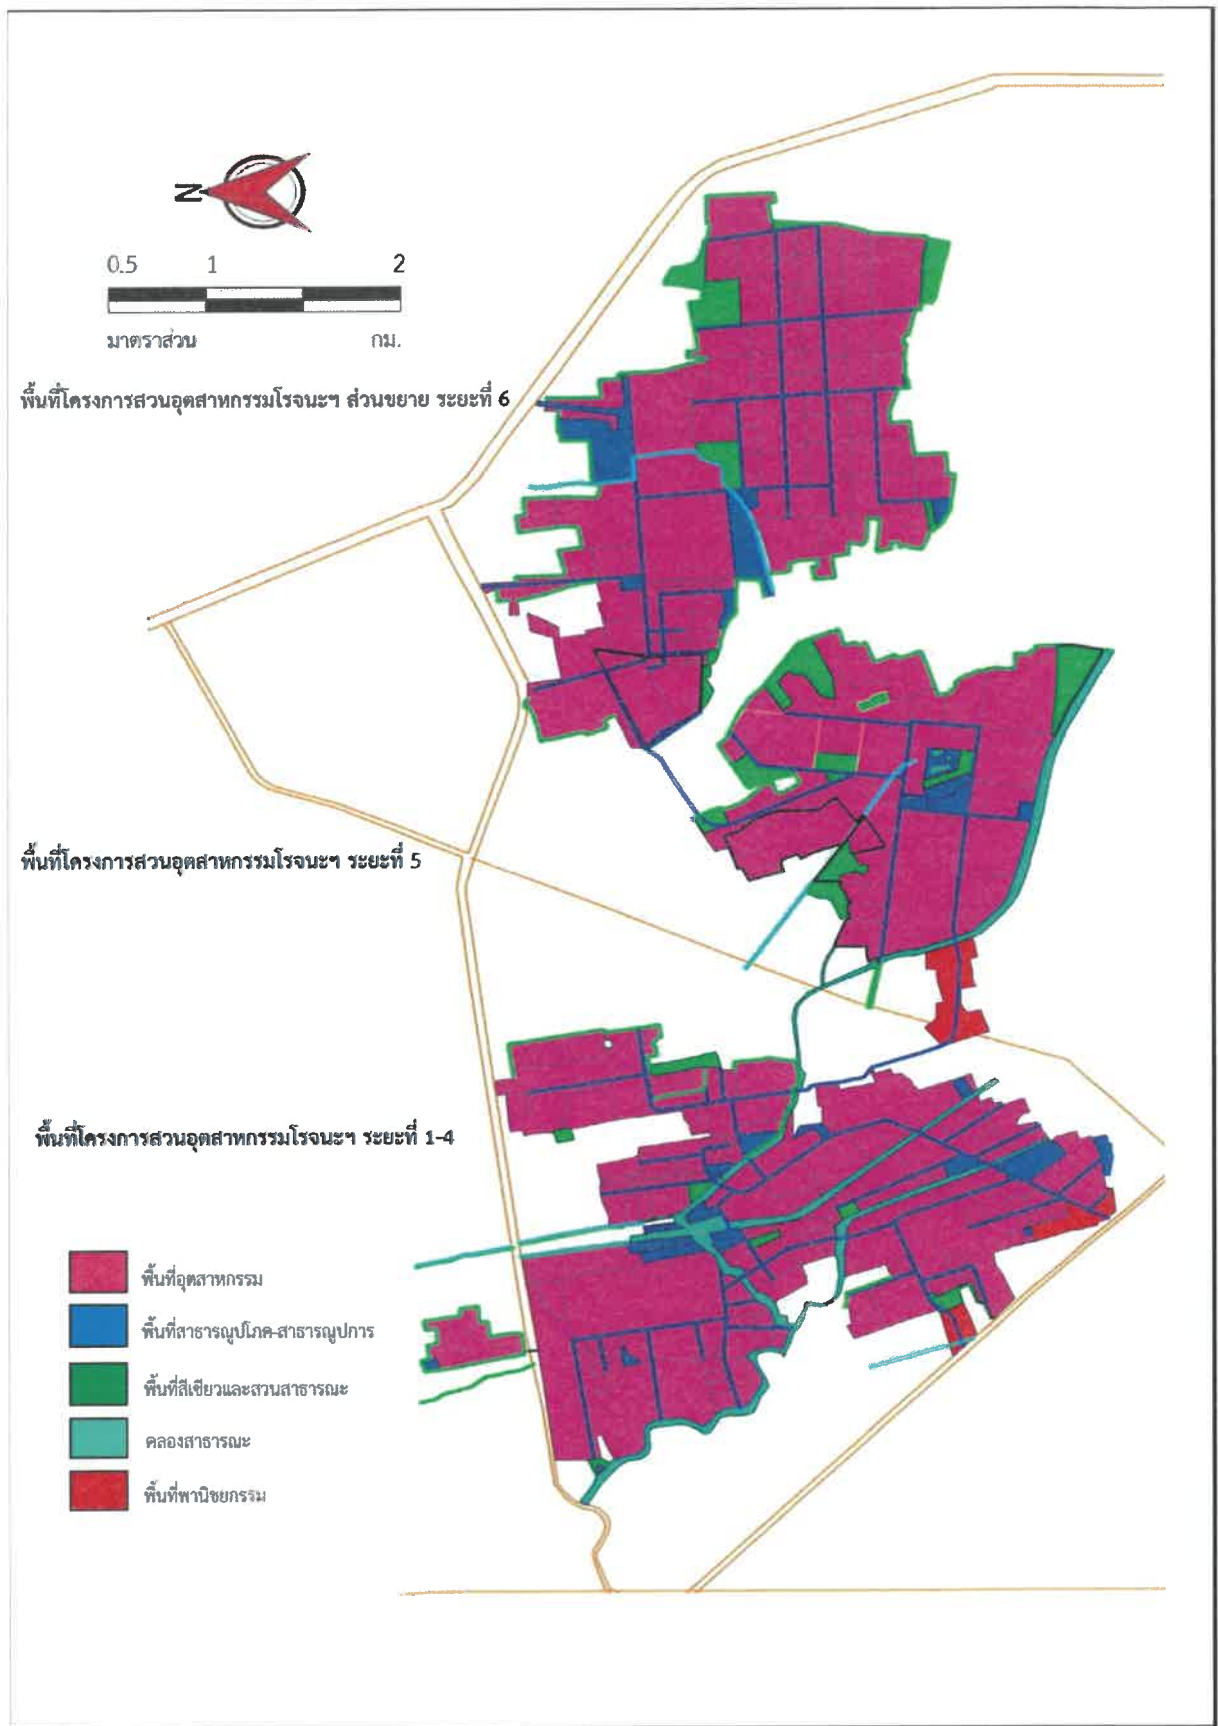 N
0.5 1 2
มาตราส่วน กม.
พื้นที่โครงการสวนอุตสาหกรรมโรจนะฯ ส่วนขยาย ระยะที่ 6
พื้นที่โครงการสวนอุตสาหกรรมโรจนะฯ ระยะที่ 5
พื้นที่โครงการสวนอุตสาหกรรมโรจนะฯ ระยะที่ 1-4
พื้นที่อุตสาหกรรม
พื้นที่สาธารณูปโภค-สาธารณูปการ
พื้นที่สีเขียวและสวนสาธารณะ
คลองสาธารณะ
พื้นที่พานิชยกรรม